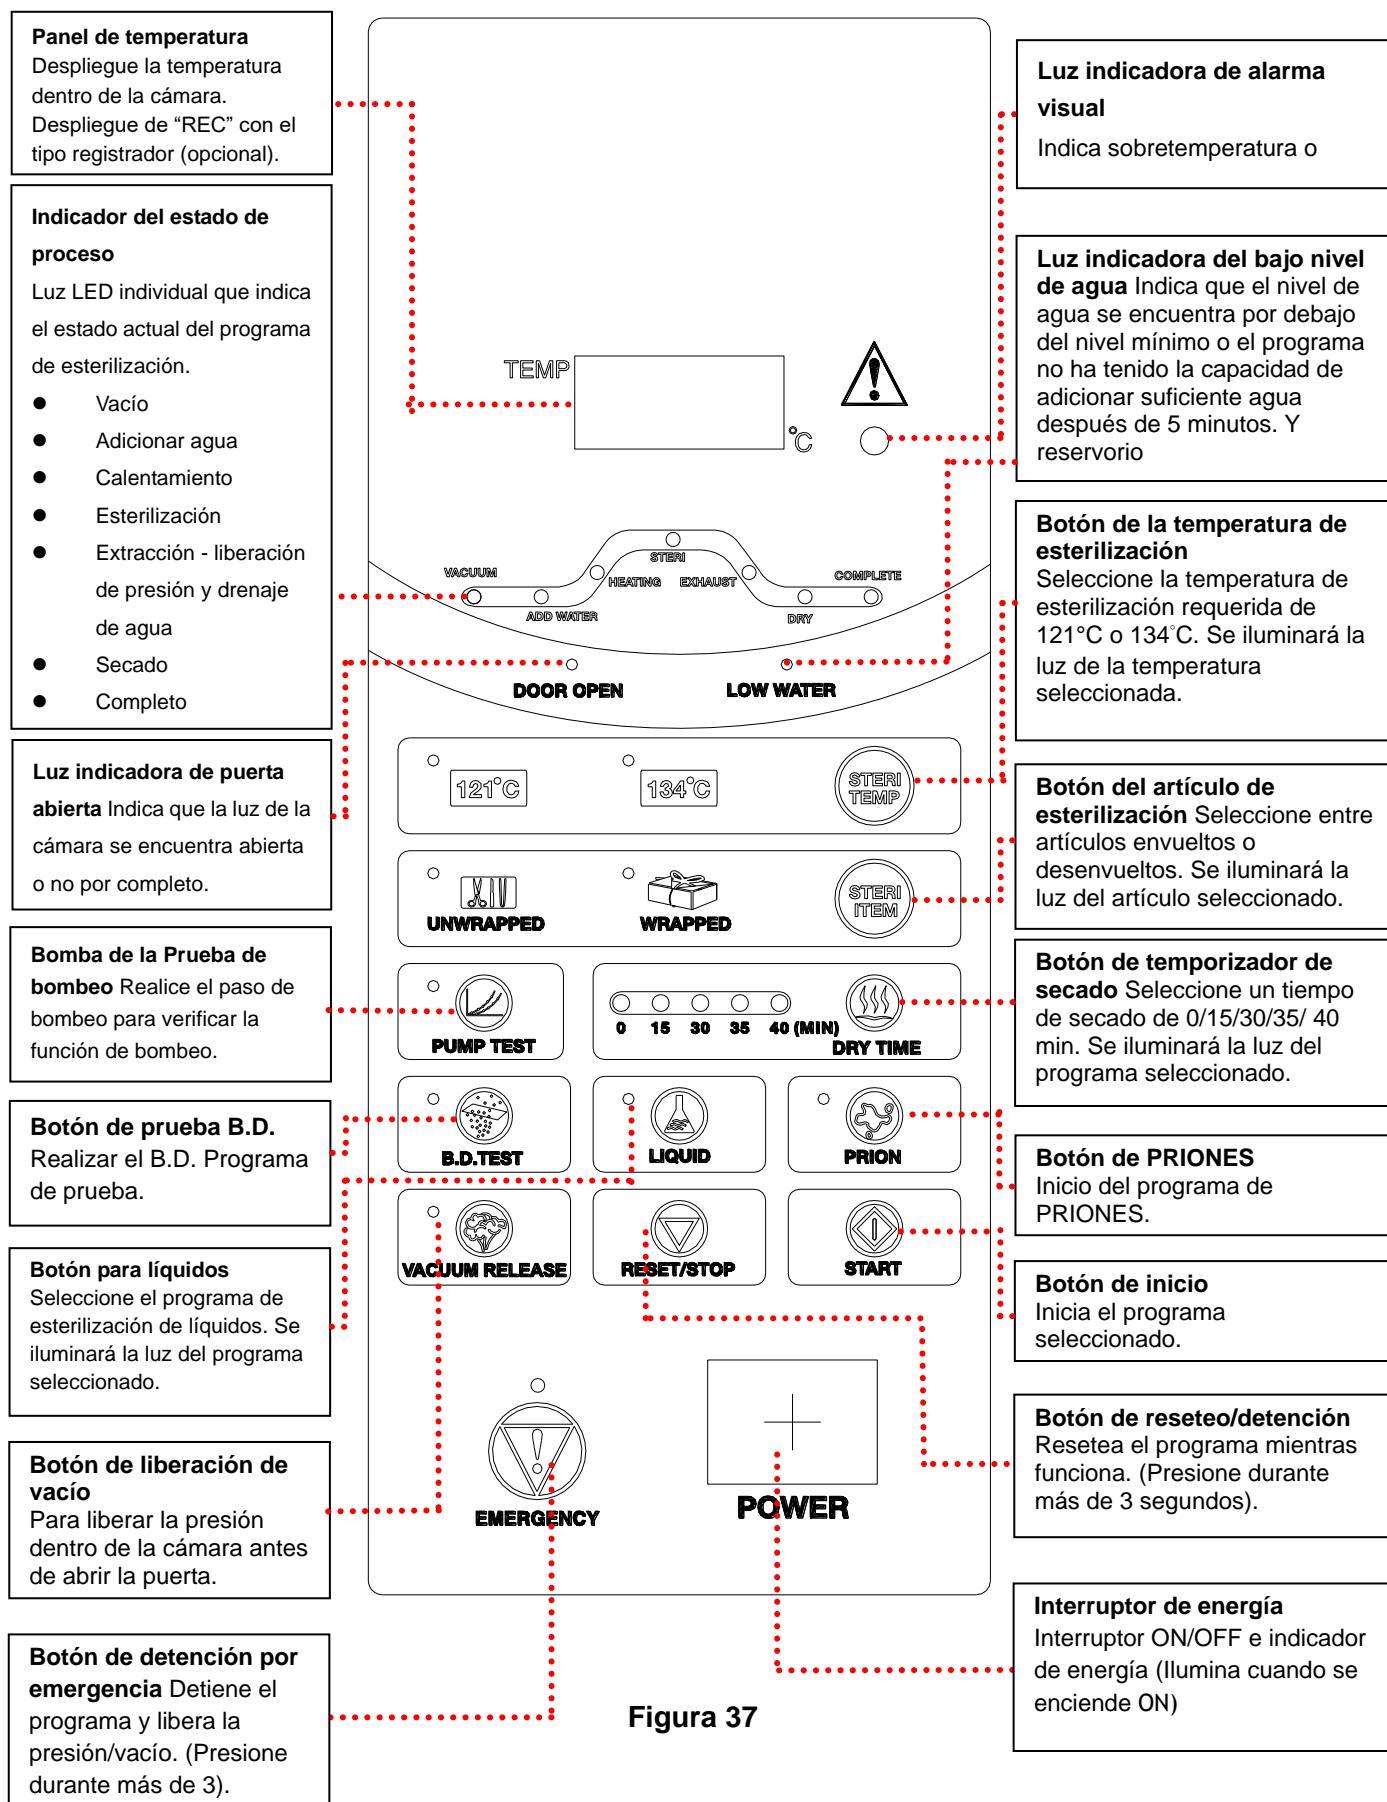 Panel de temperatura
Despliegue la temperatura
dentro de la cámara.
Despliegue de “REC” con el
tipo registrador (opcional).
Indicador del estado de
proceso
Luz LED individual que indica
el estado actual del programa
de esterilización.
● Vacío
● Adicionar agua
● Calentamiento
● Esterilización
● Extracción - liberación
de presión y drenaje
de agua
● Secado
● Completo
Luz indicadora de puerta
abierta Indica que la luz de la
cámara se encuentra abierta
o no por completo.
Bomba de la Prueba de
bombeo Realice el paso de
bombeo para verificar la
función de bombeo.
Botón de prueba B.D.
Realizar el B.D. Programa
de prueba.
Botón para líquidos
Seleccione el programa de
esterilización de líquidos. Se
iluminará la luz del programa
seleccionado.
Botón de liberación de
vacío
Para liberar la presión
dentro de la cámara antes
de abrir la puerta.
Botón de detención por
emergencia Detiene el
programa y libera la
presión/vacío. (Presione
durante más de 3).
TEMP
°C
STERI
VACUUM
HEATING EXHAUST
COMPLETE
ADD WATER
DRY
DOOR OPEN
LOW WATER
121°C
134°C
STERI
TEMP
UNWRAPPED
WRAPPED
STERI
ITEM
PUMP TEST
0 15 30 35 40 (MIN)
DRY TIME
B.D.TEST
LIQUID
PRION
VACUUM RELEASE
RESET/STOP
START
EMERGENCY
POWER
Figura 37
Luz indicadora de alarma
visual
Indica sobretemperatura o
Luz indicadora del bajo nivel
de agua Indica que el nivel de
agua se encuentra por debajo
del nivel mínimo o el programa
no ha tenido la capacidad de
adicionar suficiente agua
después de 5 minutos. Y
reservorio
Botón de la temperatura de
esterilización
Seleccione la temperatura de
esterilización requerida de
121°C o 134°C. Se iluminará la
luz de la temperatura
seleccionada.
Botón del artículo de
esterilización Seleccione entre
artículos envueltos o
desenvueltos. Se iluminará la
luz del artículo seleccionado.
Botón de temporizador de
secado Seleccione un tiempo
de secado de 0/15/30/35/ 40
min. Se iluminará la luz del
programa seleccionado.
Botón de PRIONES
Inicio del programa de
PRIONES.
Botón de inicio
Inicia el programa
seleccionado.
Botón de reseteo/detención
Resetea el programa mientras
funciona. (Presione durante
más de 3 segundos).
Interruptor de energía
Interruptor ON/OFF e indicador
de energía (Ilumina cuando se
enciende ON)